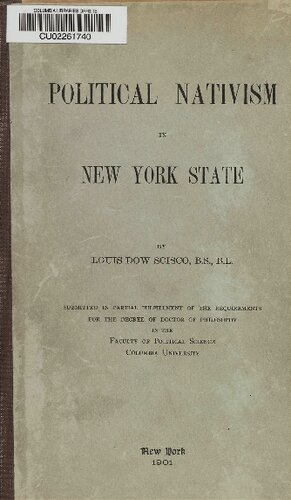 COLUMBIA LIBRARIES OFFSITE
CU02261740
POLITICAL NATIVISM
IN
NEW YORK STATE
BY
LOUIS DOW SCISCO, B.S., B.L.
SUBMITTED IN PARTIAL FULFILLMENT OF THE REQUIREMENTS
FOR THE DEGREE OF DOCTOR OF PHILOSOPHY
IN THE
FACULTY OF POLITICAL SCIENCE
COLUMBIA UNIVERSITY
New York
1901